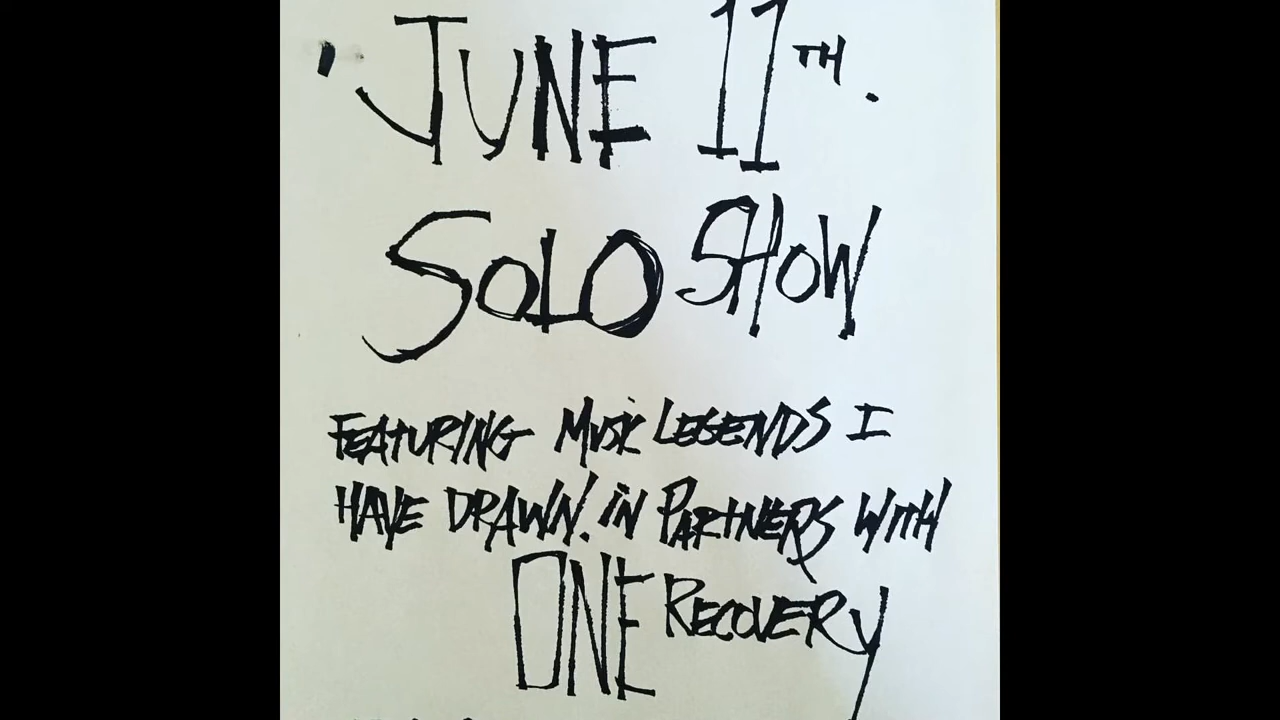 JUNE 11TH.
SOLO SHOW
FEATURING MUSIC LEGENDS I
HAVE DRAWN. IN PARTNERS WITH
ONE RECOVERY